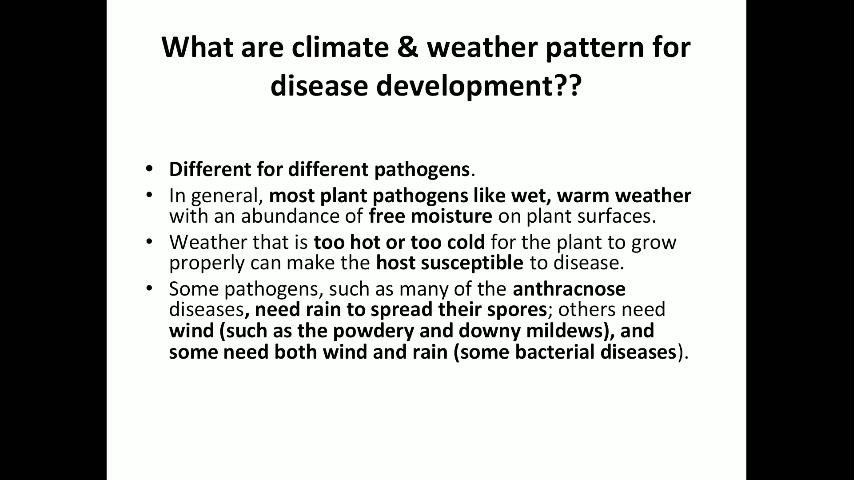 What are climate & weather pattern for
disease development??
• Different for different pathogens.
• In general, most plant pathogens like wet, warm weather
with an abundance of free moisture on plant surfaces.
• Weather that is too hot or too cold for the plant to grow
properly can make the host susceptible to disease.
• Some pathogens, such as many of the anthracnose
diseases, need rain to spread their spores; others need
wind (such as the powdery and downy mildews), and
some need both wind and rain (some bacterial diseases).